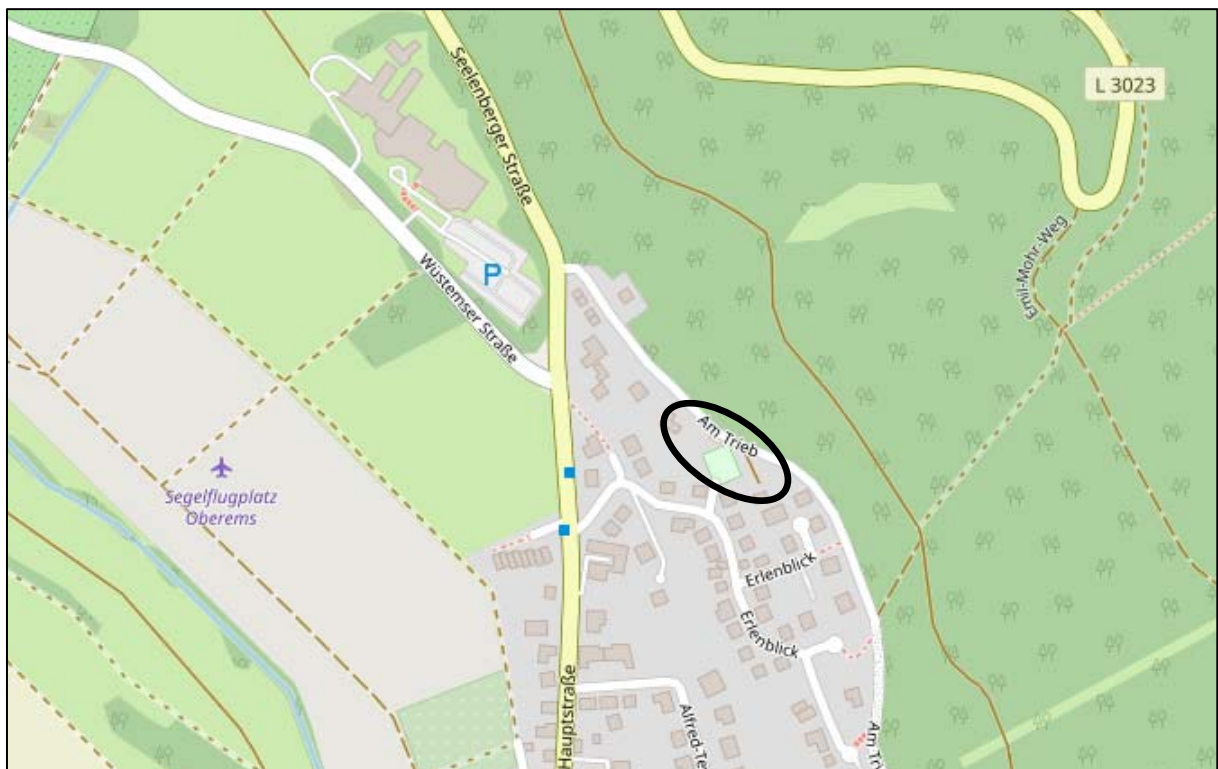 Seelenberger Straße
L 3023
Emil-Mohr-Weg
P
Wüstemser Straße
Am Trieb
Segelflugplatz
Oberems
Erlenblick
Erlenblick
Hauptstraße